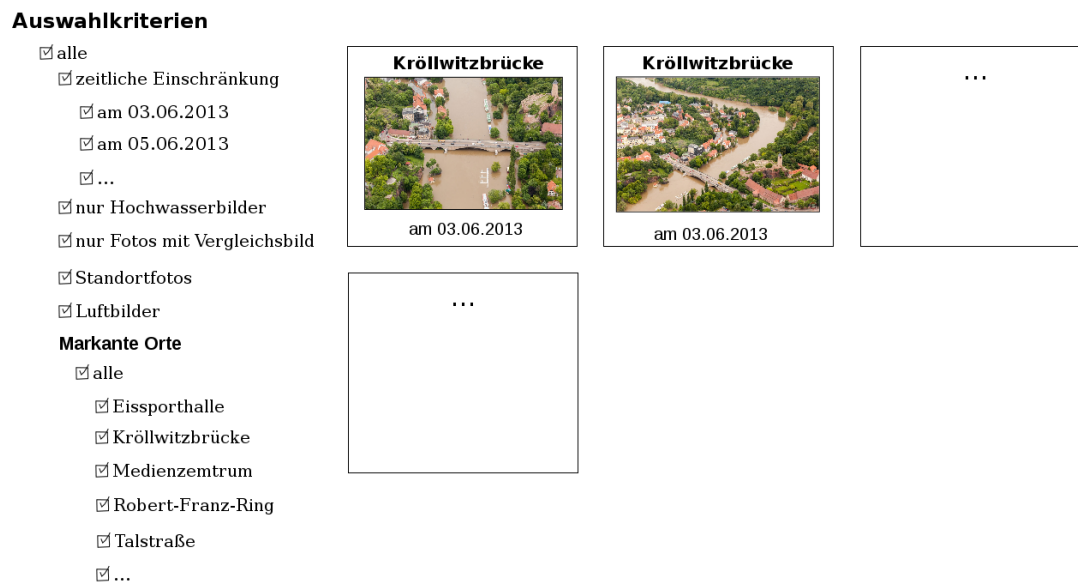 Auswahlkriterien
alle
zeitliche Einschränkung
am 03.06.2013
am 05.06.2013
...
nur Hochwasserbilder
nur Fotos mit Vergleichsbild
Standortfotos
Luftbilder
Markante Orte
alle
Eissporthalle
Kröllwitzbrücke
Medienzemtrum
Robert-Franz-Ring
Talstraße
...
Kröllwitzbrücke
am 03.06.2013
Kröllwitzbrücke
am 03.06.2013
...
...